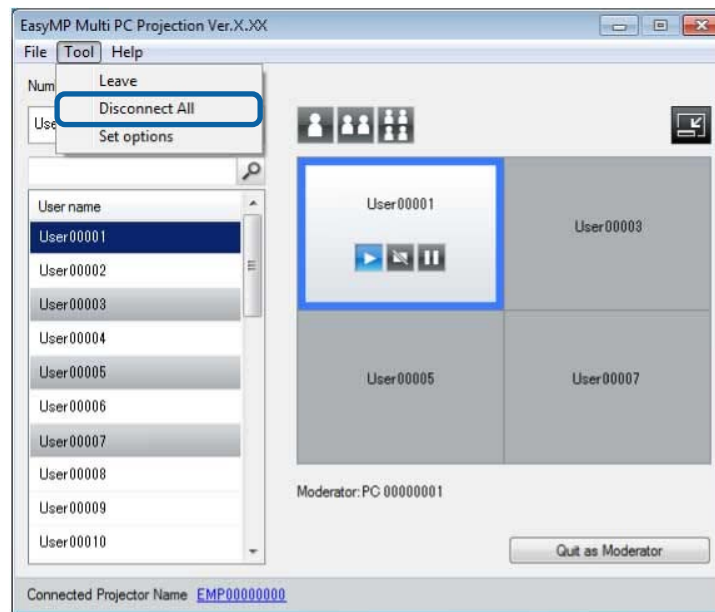 EasyMP Multi PC Projection Ver.X.XX
File Tool Help
Leave
Disconnect All
Set options
User name
User00001
User00002
User00003
User00004
User00005
User00006
User00007
User00008
User00009
User00010
User00001
User00003
User00005
User00007
Moderator: PC 00000001
Quit as Moderator
Connected Projector Name EMP00000000